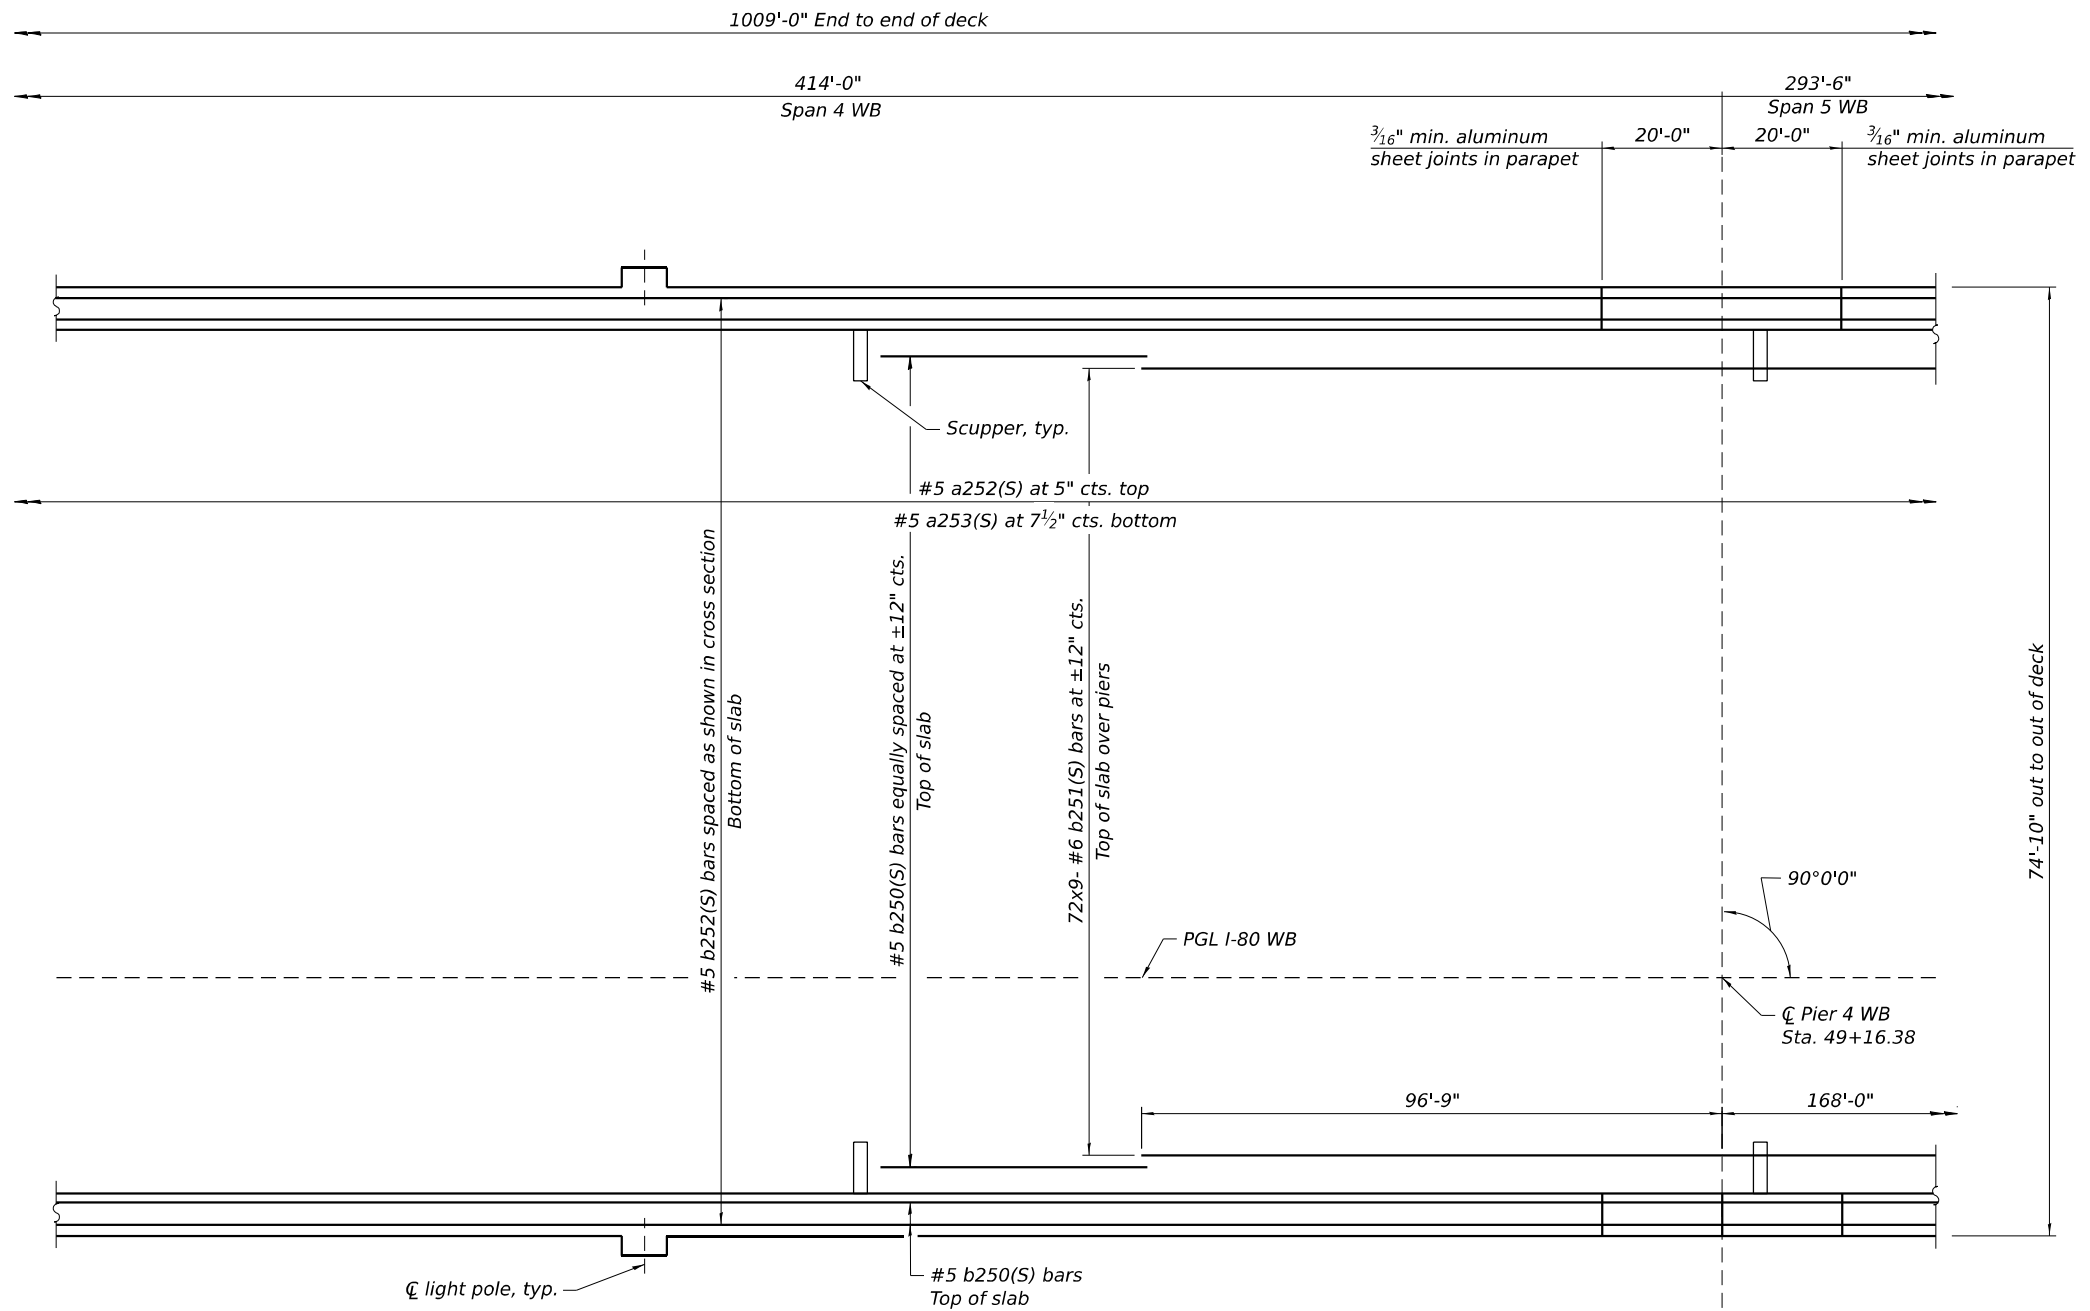 1009'-0" End to end of deck
414'-0"
Span 4 WB
293'-6"
Span 5 WB
3/16" min. aluminum
sheet joints in parapet
20'-0"
20'-0"
3/16" min. aluminum
sheet joints in parapet
Scupper, typ.
#5 a252(S) at 5" cts. top
#5 a253(S) at 7 1/2" cts. bottom
#5 b252(S) bars spaced as shown in cross section
Bottom of slab
#5 b250(S) bars equally spaced at ±12" cts.
Top of slab
72x9- #6 b251(S) bars at ±12" cts.
Top of slab over piers
74'-10" out to out of deck
90°0'0"
PGL I-80 WB
℄ Pier 4 WB
Sta. 49+16.38
96'-9"
168'-0"
℄ light pole, typ.
#5 b250(S) bars
Top of slab